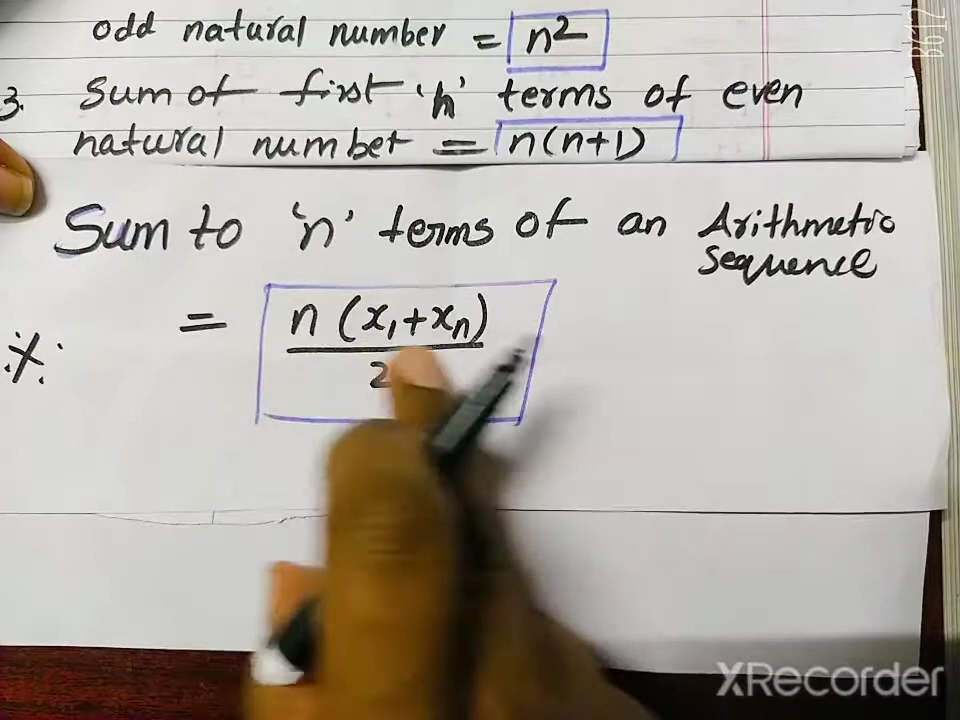 odd natural number = n²
3. Sum of first 'n' terms of even
natural number = n(n+1)
Sum to 'n' terms of an Arithmetic
sequence
= n (x₁+xₙ)
2
XRecorder